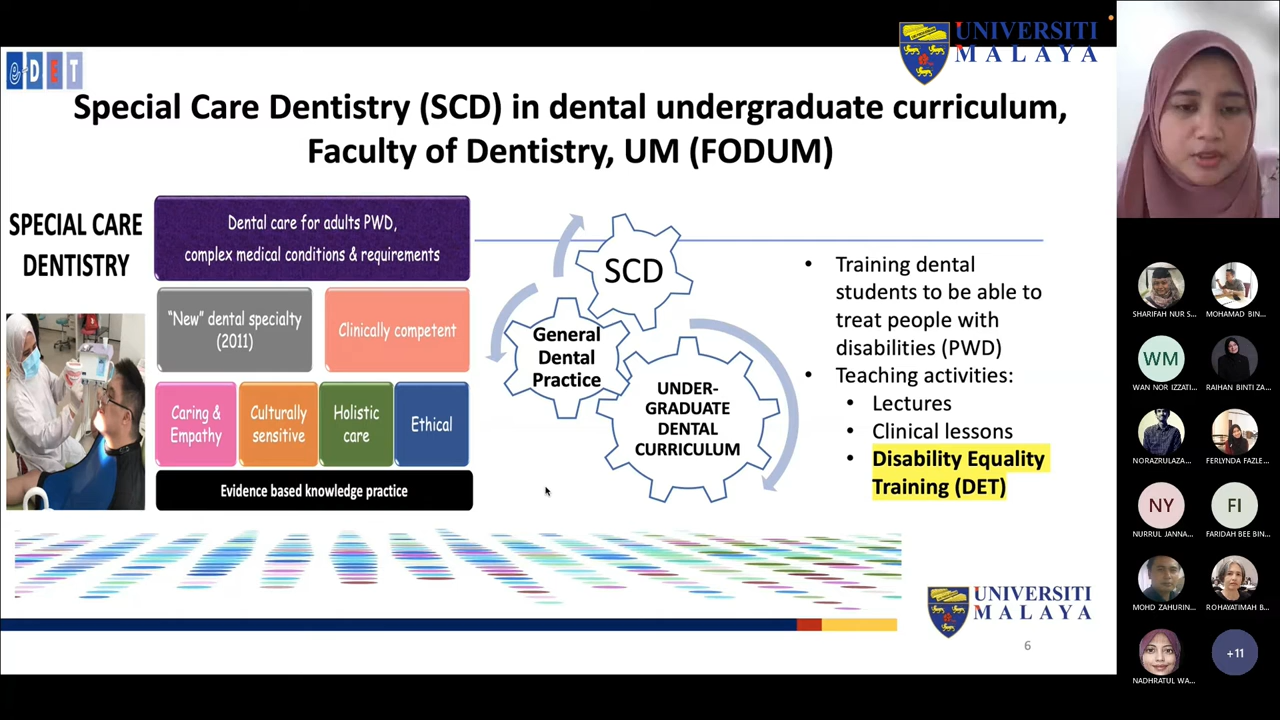 UNIVERSITI
MALAYA
e-DET
Special Care Dentistry (SCD) in dental undergraduate curriculum,
Faculty of Dentistry, UM (FODUM)
SPECIAL CARE
DENTISTRY
Dental care for adults PWD,
complex medical conditions & requirements
"New" dental specialty
(2011)
Clinically competent
Caring &
Empathy
Culturally
sensitive
Holistic
care
Ethical
Evidence based knowledge practice
SCD
General
Dental
Practice
UNDER-
GRADUATE
DENTAL
CURRICULUM
• Training dental
students to be able to
treat people with
disabilities (PWD)
• Teaching activities:
• Lectures
• Clinical lessons
• Disability Equality
Training (DET)
UNIVERSITI
MALAYA
6
SHARIFAH NUR S...
MOHAMAD BIN...
WM
WAN NOR IZZATI...
RAIHAN BINTI ZA...
NORAZRULAZA...
FERLYNDA FAZLE...
NY
NURRUL JANNA...
FI
FARIDAH BEE BIN...
MOHD ZAHURIN...
ROHAYATIMAH B...
NADHRATUL WA...
+11